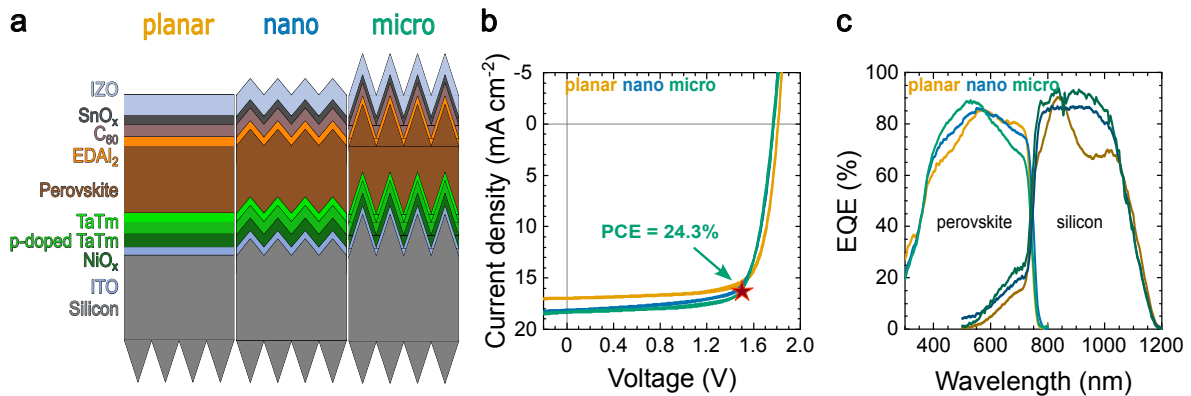 a
planar nano micro
IZO
SnOx
C60
EDAI2
Perovskite
TaTm
p-doped TaTm
NiOx
ITO
Silicon
b
planar nano micro
PCE = 24.3%
-5
0
5
10
15
20
0 0.4 0.8 1.2 1.6 2.0
Current density (mA cm-2)
Voltage (V)
c
planar nano micro
perovskite silicon
100
80
60
40
20
0
400 600 800 1000 1200
EQE (%)
Wavelength (nm)